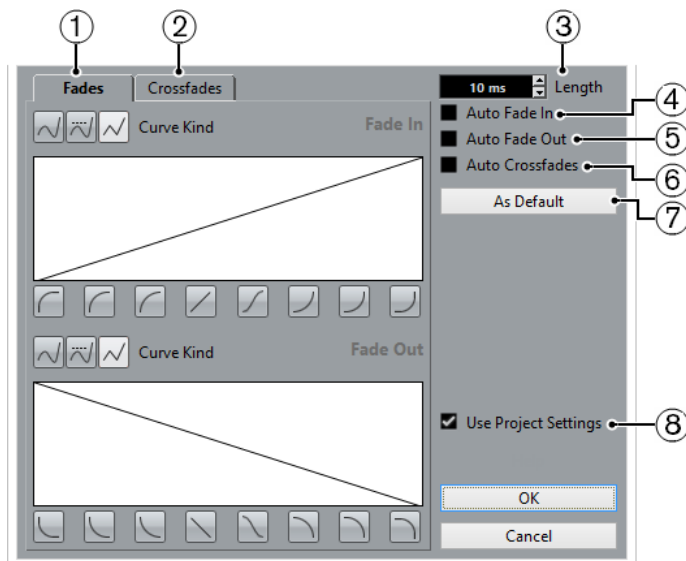 1
2
3
Fades
Crossfades
10 ms
Length
Curve Kind
Fade In
Auto Fade In
4
Auto Fade Out
5
Auto Crossfades
6
As Default
7
Curve Kind
Fade Out
Use Project Settings
8
OK
Cancel